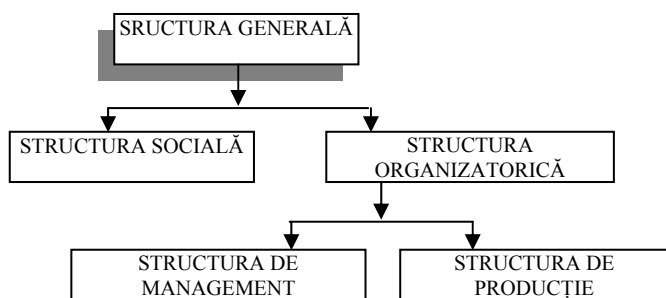 SRUCTURA GENERALĂ
STRUCTURA SOCIALĂ
STRUCTURA
ORGANIZATORICĂ
STRUCTURA DE
MANAGEMENT
STRUCTURA DE
PRODUCȚIE